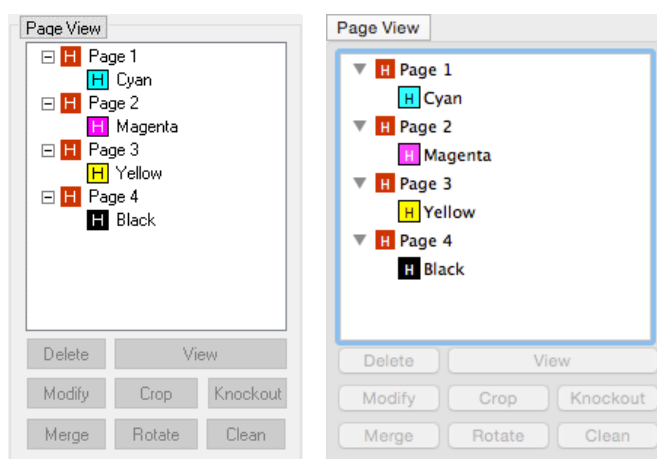 Page View
H Page 1
H Cyan
H Page 2
H Magenta
H Page 3
H Yellow
H Page 4
H Black
Delete View
Modify Crop Knockout
Merge Rotate Clean
Page View
H Page 1
H Cyan
H Page 2
H Magenta
H Page 3
H Yellow
H Page 4
H Black
Delete View
Modify Crop Knockout
Merge Rotate Clean